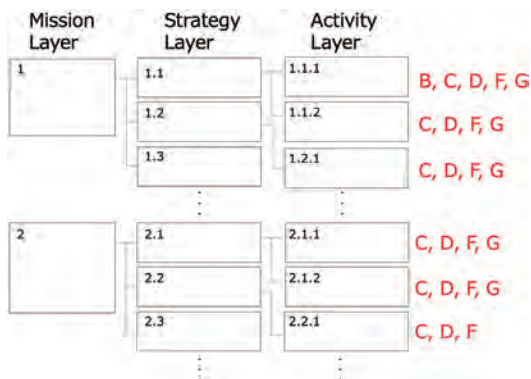 Mission Layer Strategy Layer Activity Layer
1 1.1 1.1.1 B, C, D, F, G
1.2 1.1.2 C, D, F, G
1.3 1.2.1 C, D, F, G
2 2.1 2.1.1 C, D, F, G
2.2 2.1.2 C, D, F, G
2.3 2.2.1 C, D, F